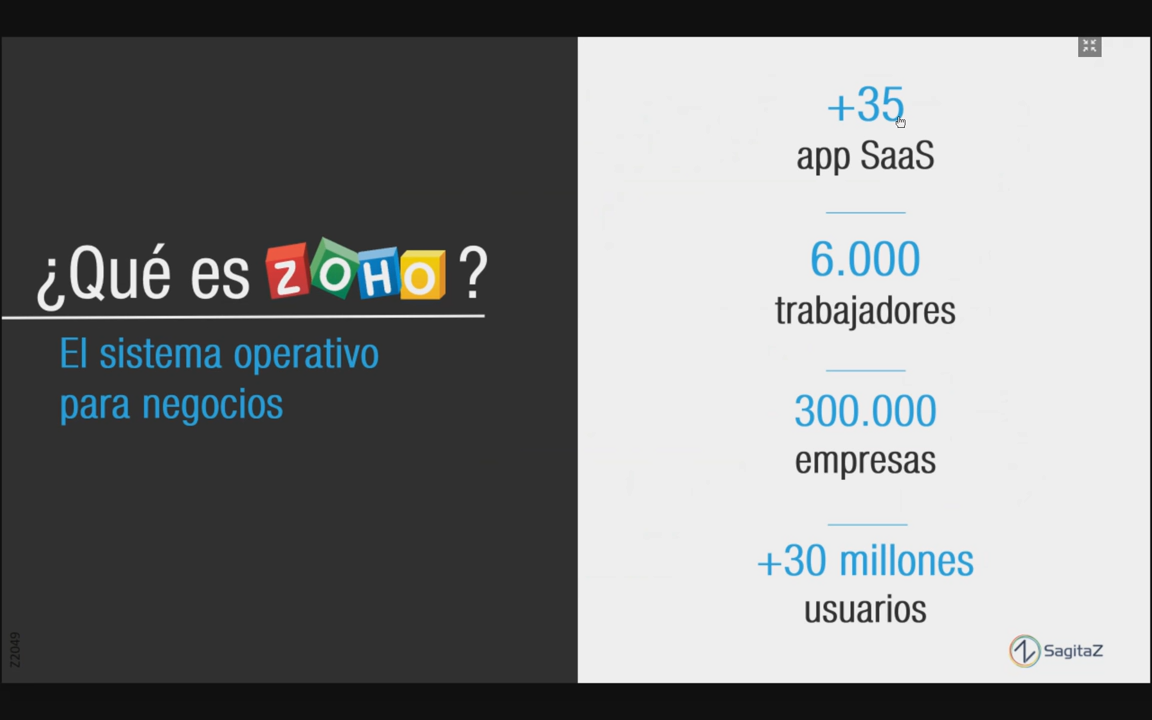 ¿Qué es ZOHO?
El sistema operativo
para negocios
+35
app SaaS
6.000
trabajadores
300.000
empresas
+30 millones
usuarios
SagitaZ
Z2049